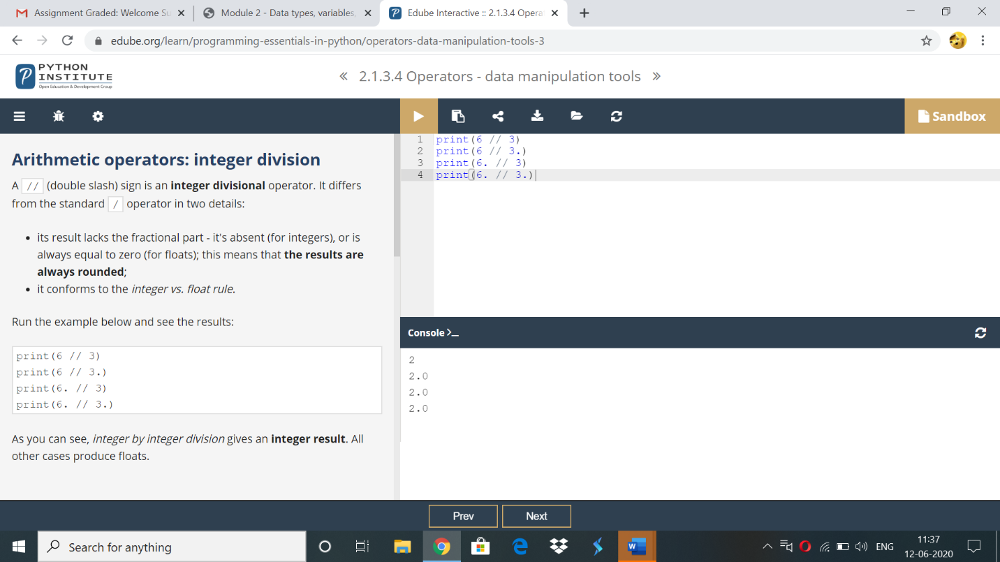 Assignment Graded: Welcome Su
Module 2 - Data types, variables,
Edube Interactive :: 2.1.3.4 Opera
edube.org/learn/programming-essentials-in-python/operators-data-manipulation-tools-3
PYTHON
INSTITUTE
Open Education & Development Group
« 2.1.3.4 Operators - data manipulation tools »
Sandbox
Arithmetic operators: integer division
A // (double slash) sign is an integer divisional operator. It differs
from the standard / operator in two details:
• its result lacks the fractional part - it's absent (for integers), or is
always equal to zero (for floats); this means that the results are
always rounded;
• it conforms to the integer vs. float rule.
Run the example below and see the results:
print(6 // 3)
print(6 // 3.)
print(6. // 3)
print(6. // 3.)
As you can see, integer by integer division gives an integer result. All
other cases produce floats.
1 print(6 // 3)
2 print(6 // 3.)
3 print(6. // 3)
4 print(6. // 3.)
Console >_
2
2.0
2.0
2.0
Prev Next
Search for anything
ENG
11:37
12-06-2020